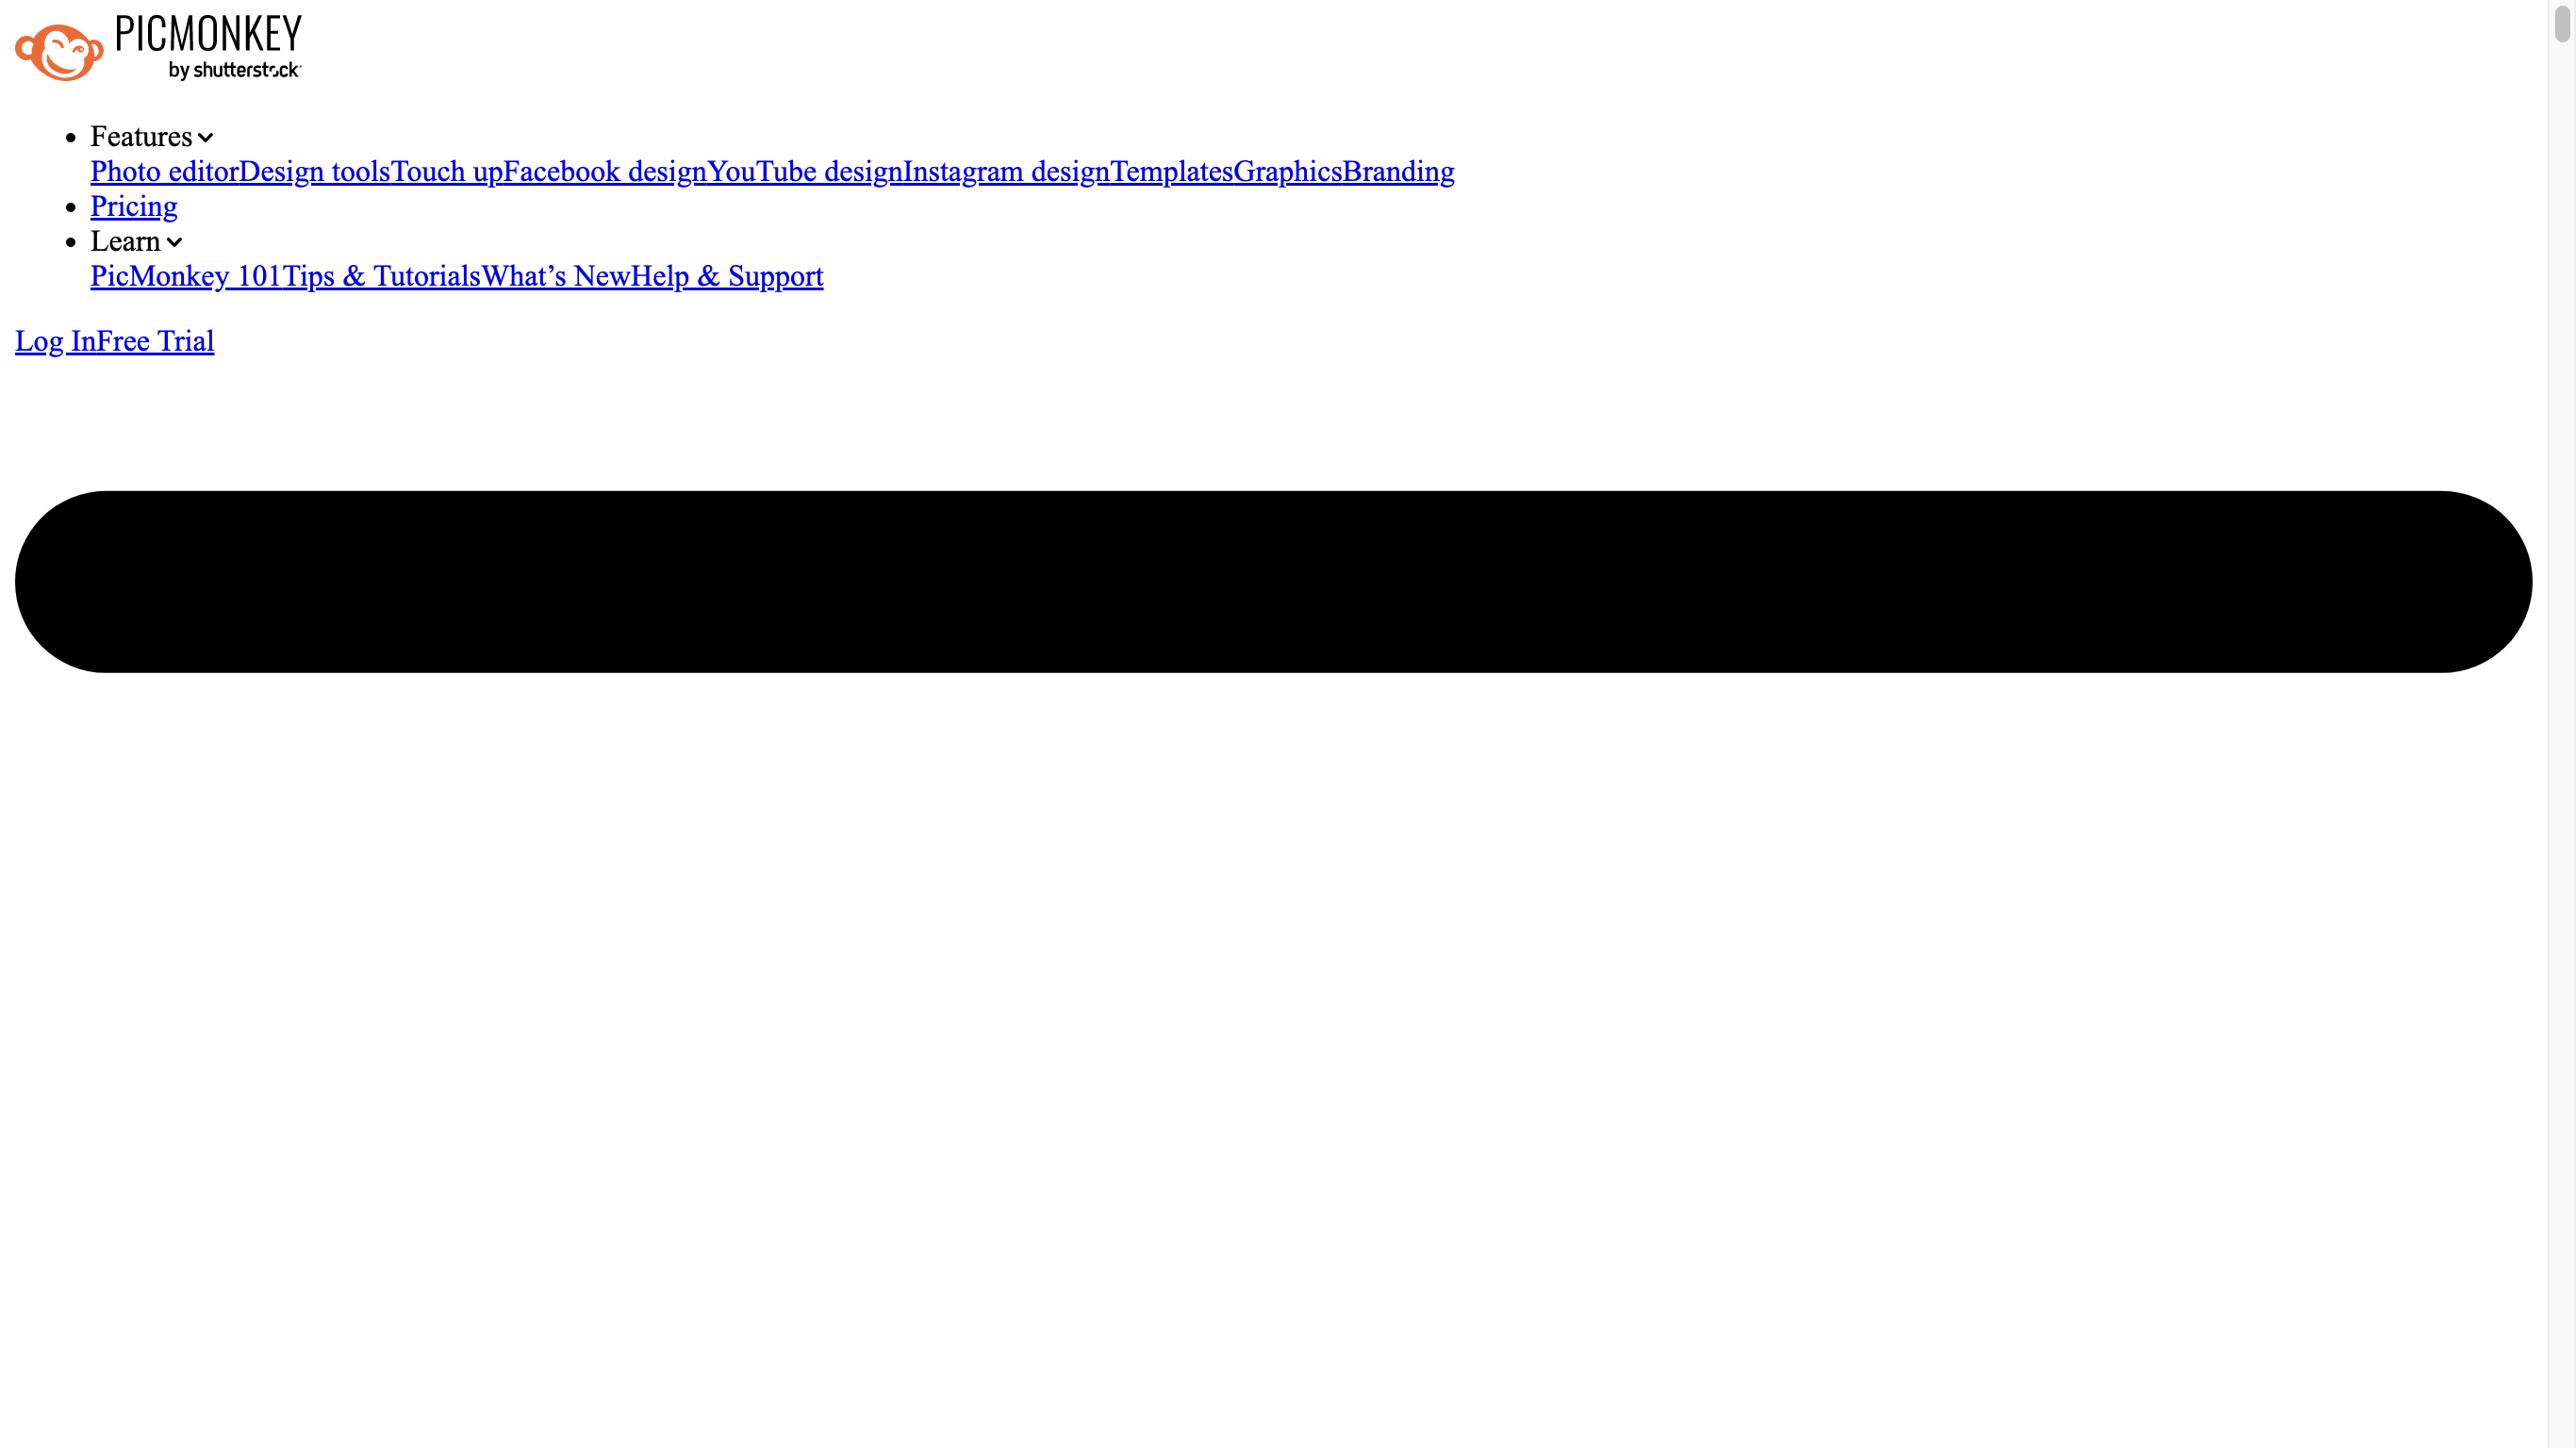 PICMONKEY
by shutterstock
Features
Photo editorDesign toolsTouch upFacebook designYouTube designInstagram designTemplatesGraphicsBranding
Pricing
Learn
PicMonkey 101Tips & TutorialsWhat’s NewHelp & Support
Log InFree Trial